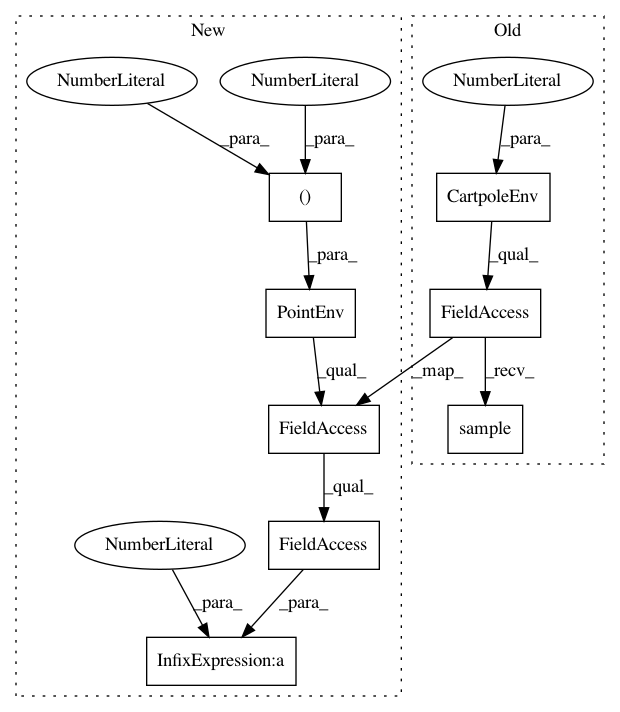 New
Old
NumberLiteral
NumberLiteral
NumberLiteral
_para_
_para_
_para_
()
CartpoleEnv
_para_
_qual_
PointEnv
FieldAccess
_qual_
_map_
_recv_
FieldAccess
sample
_qual_
NumberLiteral
FieldAccess
_para_
_para_
InfixExpression:a